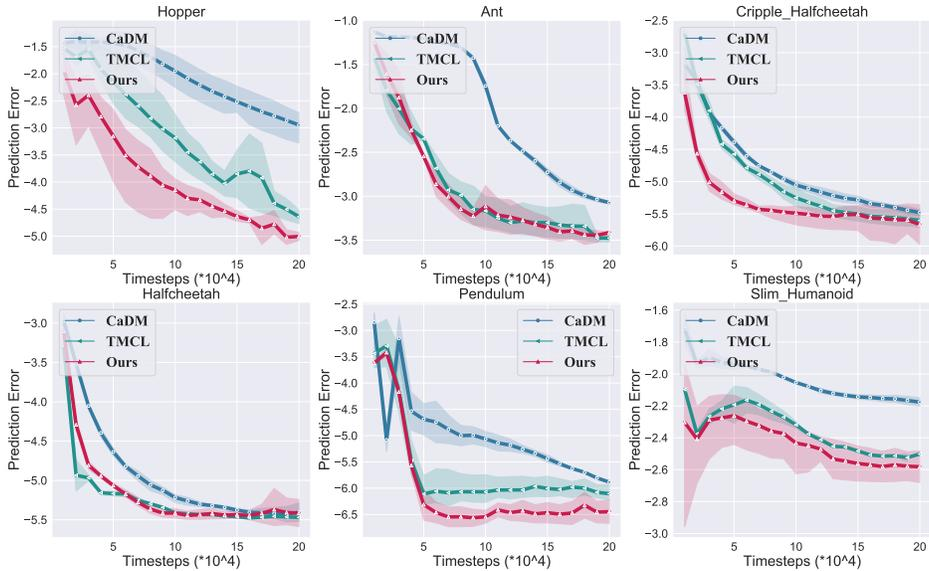 Hopper
Prediction Error
−1.5
−2.0
−2.5
−3.0
−3.5
−4.0
−4.5
−5.0
CaDM
TMCL
Ours
5 10 15 20
Timesteps (*10^4)
Ant
Prediction Error
−1.0
−1.5
−2.0
−2.5
−3.0
−3.5
CaDM
TMCL
Ours
5 10 15 20
Timesteps (*10^4)
Cripple_Halfcheetah
Prediction Error
−2.5
−3.0
−3.5
−4.0
−4.5
−5.0
−5.5
−6.0
CaDM
TMCL
Ours
5 10 15 20
Timesteps (*10^4)
Halfcheetah
Prediction Error
−3.0
−3.5
−4.0
−4.5
−5.0
−5.5
CaDM
TMCL
Ours
5 10 15 20
Timesteps (*10^4)
Pendulum
Prediction Error
−2.5
−3.0
−3.5
−4.0
−4.5
−5.0
−5.5
−6.0
−6.5
CaDM
TMCL
Ours
5 10 15 20
Timesteps (*10^4)
Slim_Humanoid
Prediction Error
−1.6
−1.8
−2.0
−2.2
−2.4
−2.6
−2.8
−3.0
CaDM
TMCL
Ours
5 10 15 20
Timesteps (*10^4)